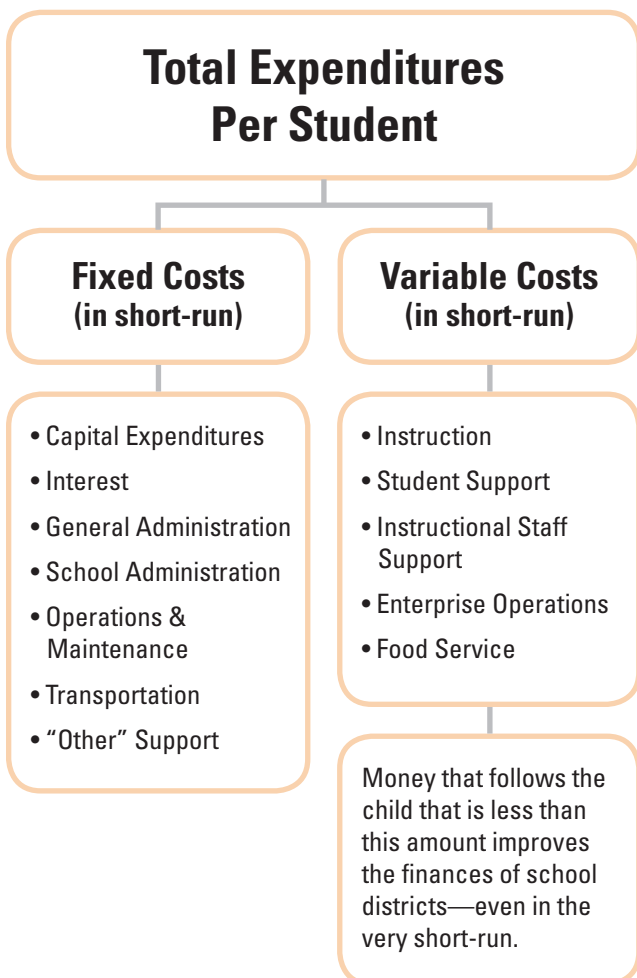 Total Expenditures
Per Student
Fixed Costs
(in short-run)
Variable Costs
(in short-run)
• Capital Expenditures
• Interest
• General Administration
• School Administration
• Operations &
Maintenance
• Transportation
• “Other” Support
• Instruction
• Student Support
• Instructional Staff
Support
• Enterprise Operations
• Food Service
Money that follows the
child that is less than
this amount improves
the finances of school
districts—even in the
very short-run.